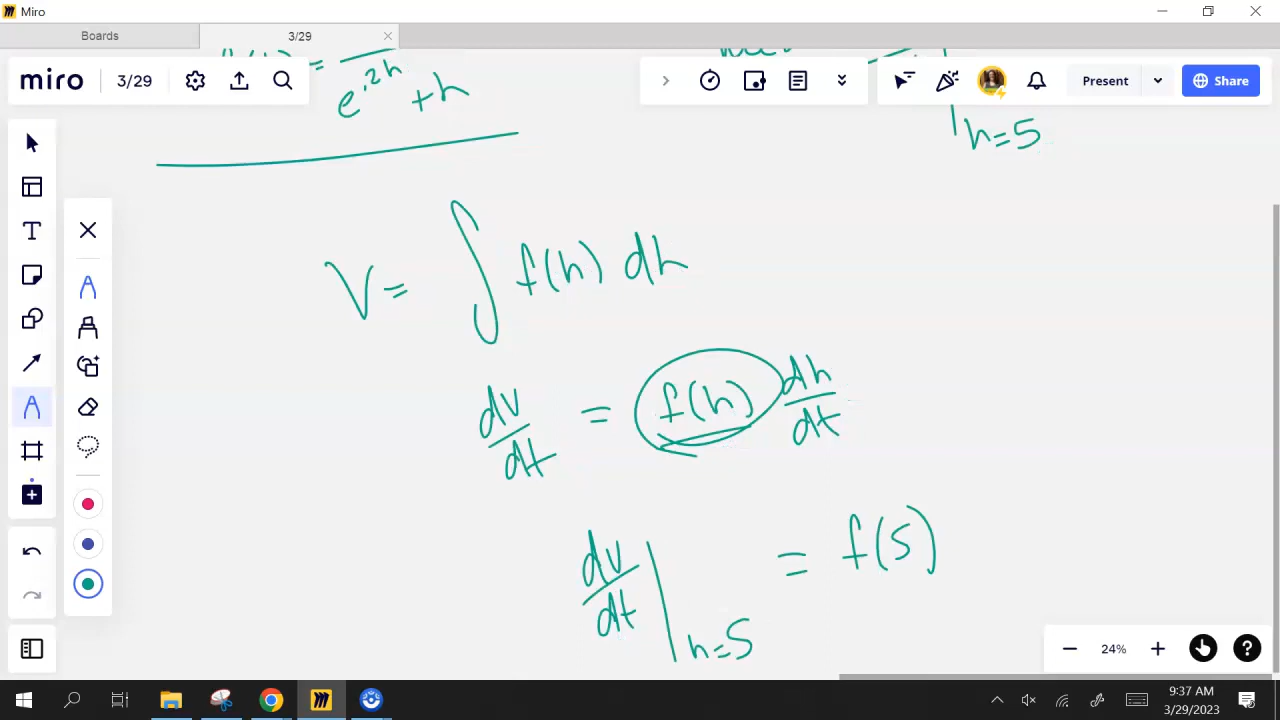 Miro
Boards
3/29
miro
3/29
Present
Share
e^.2h + h
h=5
V = ∫ f(h) dh
dv/dt = f(h) dh/dt
dv/dt | h=5 = f(5)
24%
9:37 AM
3/29/2023